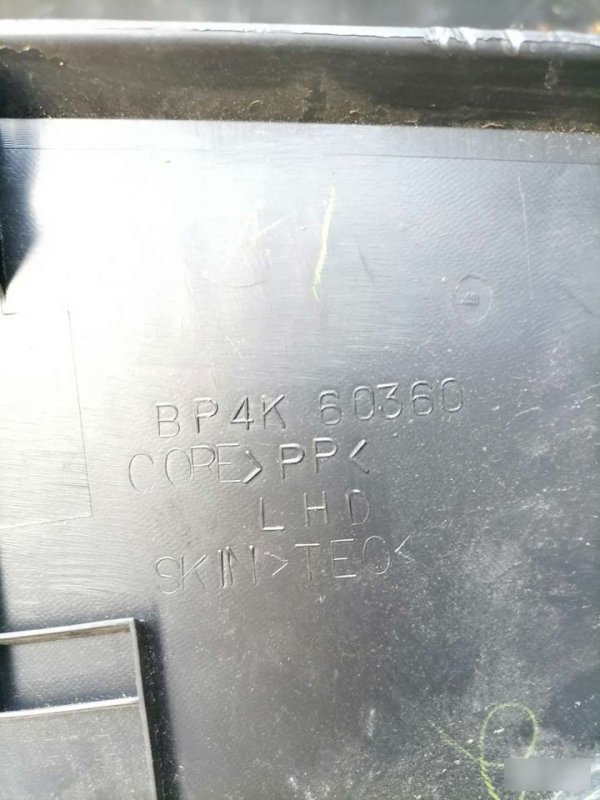 BP4K 60360
CORE>PP<
LHD
SKIN>TEO<